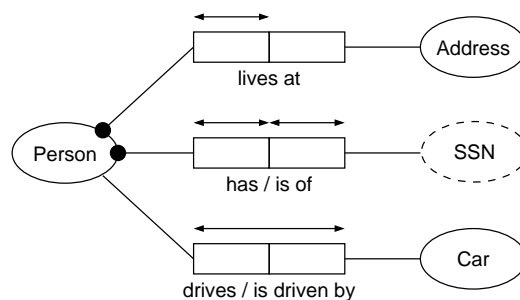 Address
lives at
Person
SSN
has / is of
Car
drives / is driven by